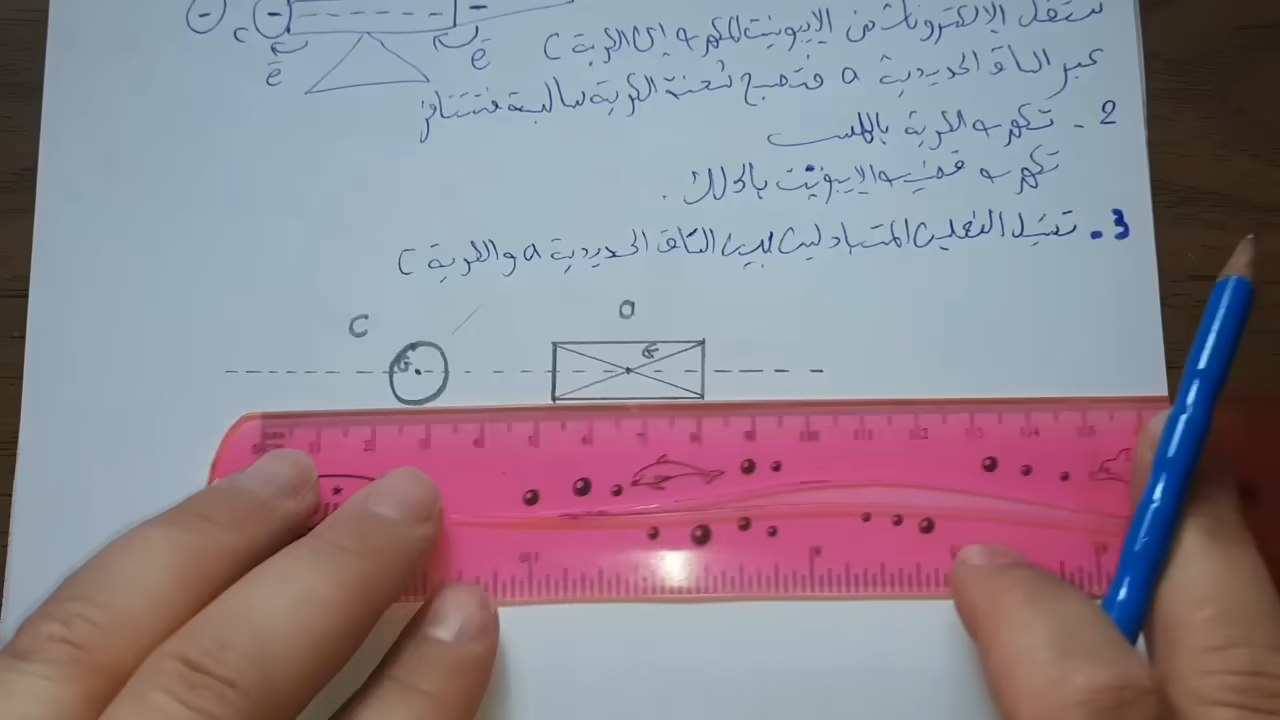 تنتقل الإلكترونات من الإيبونيت المكهرب إلى الكرية C
عبر الساق الحديدية a فتصبح شحنة الكرية سالبة فتتنافر
2 - تكهرب الكرية باللمس
تكهرب قضيب الإيبونيت بالدلك .
3. تمثيل الفعلين المتبادلين بين الساق الحديدية a والكرية C
C
a
G
G
C
ē
ē